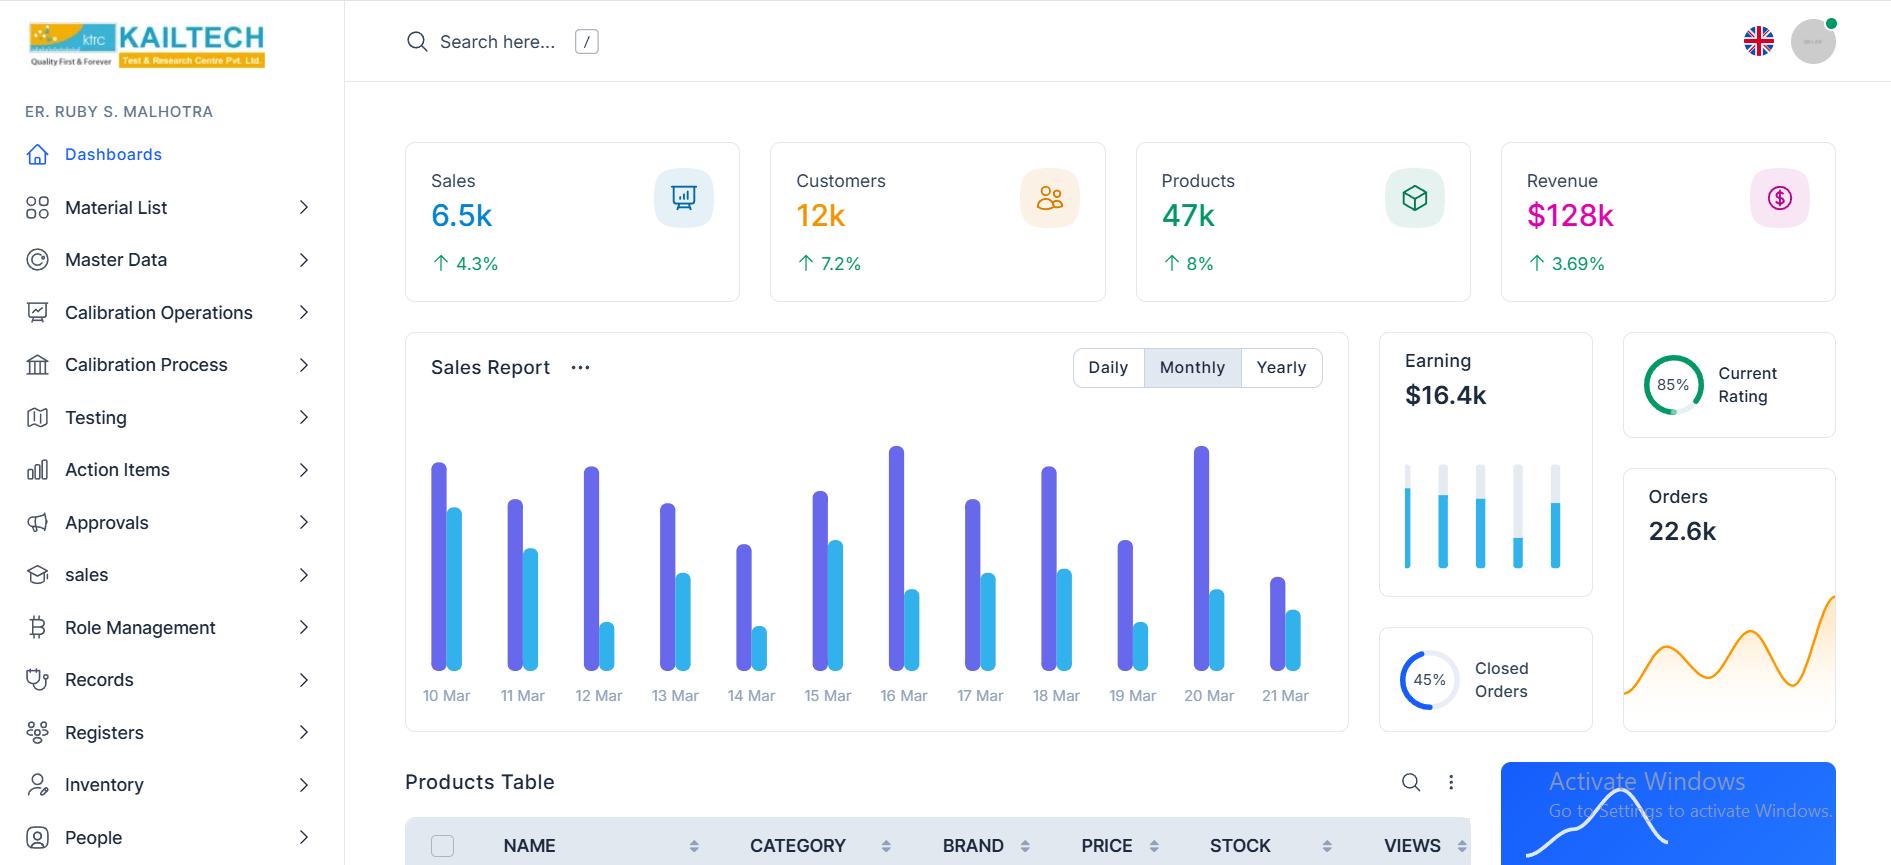 ktrc KAILTECH
Quality First & Forever Test & Research Centre Pvt. Ltd.
Search here... /
ER. RUBY S. MALHOTRA
Dashboards
Material List
Master Data
Calibration Operations
Calibration Process
Testing
Action Items
Approvals
sales
Role Management
Records
Registers
Inventory
People
Sales
6.5k
4.3%
Customers
12k
7.2%
Products
47k
8%
Revenue
$128k
3.69%
Sales Report
Daily Monthly Yearly
10 Mar 11 Mar 12 Mar 13 Mar 14 Mar 15 Mar 16 Mar 17 Mar 18 Mar 19 Mar 20 Mar 21 Mar
Earning
$16.4k
85%
Current
Rating
45%
Closed
Orders
Orders
22.6k
Products Table
NAME CATEGORY BRAND PRICE STOCK VIEWS
Activate Windows
Go to Settings to activate Windows.